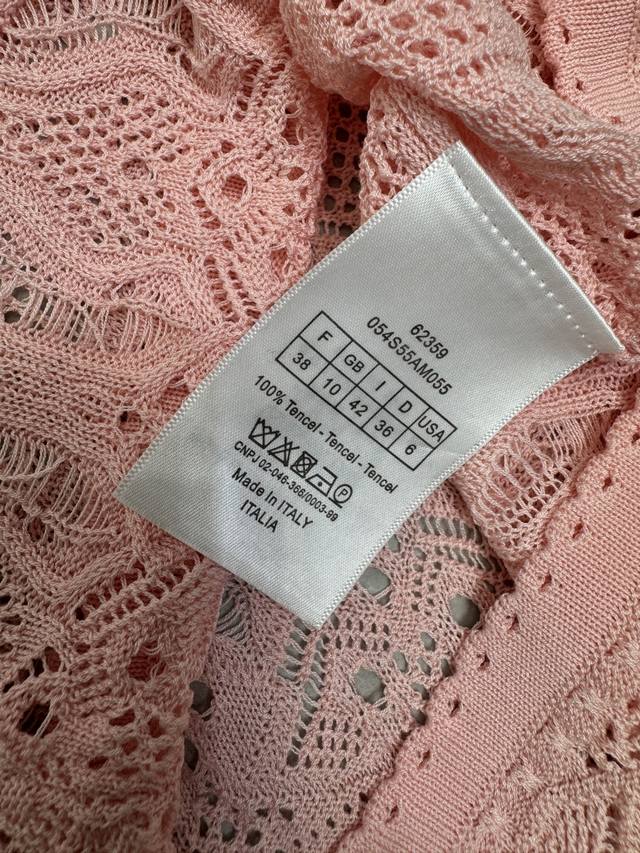 62359
054S55AM055
F GB I D USA
38 10 42 36 6
100% Tencel - Tencel - Tencel
P
CNPJ 02-046-366/0003-99
Made in ITALY
ITALIA